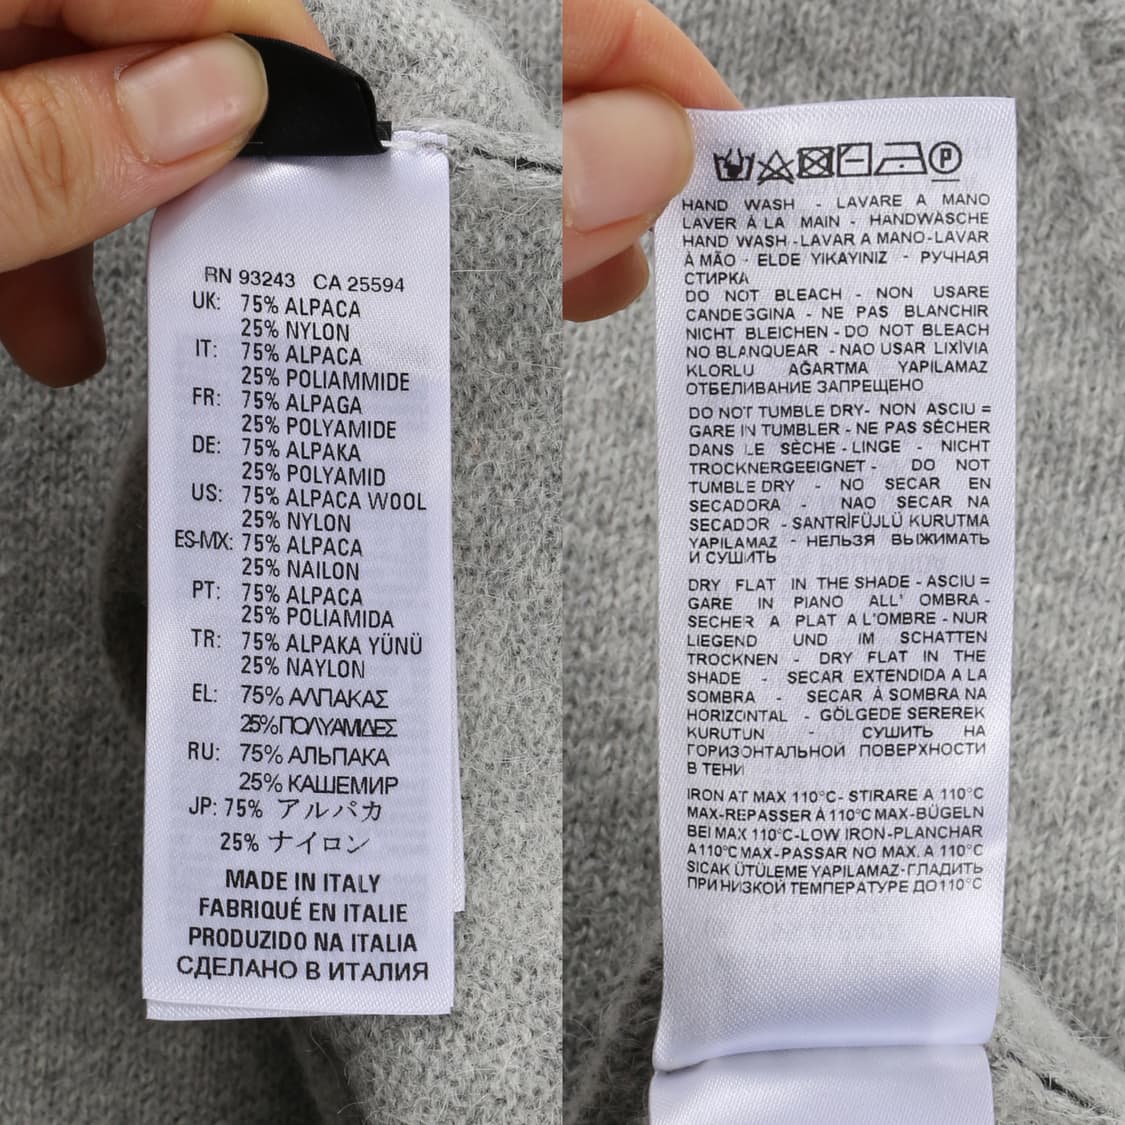 RN 93243 CA 25594
UK: 75% ALPACA
25% NYLON
IT: 75% ALPACA
25% POLIAMMIDE
FR: 75% ALPAGA
25% POLYAMIDE
DE: 75% ALPAKA
25% POLYAMID
US: 75% ALPACA WOOL
25% NYLON
ES-MX: 75% ALPACA
25% NAILON
PT: 75% ALPACA
25% POLIAMIDA
TR: 75% ALPAKA YÜNÜ
25% NAYLON
EL: 75% ΑΛΠΑΚΑΣ
25% ΠΟΛΥΑΜΙΔΕΣ
RU: 75% АЛЬПАКА
25% КАШЕМИР
JP: 75% アルパカ
25% ナイロン
MADE IN ITALY
FABRIQUÉ EN ITALIE
PRODUZIDO NA ITALIA
СДЕЛАНО В ИТАЛИЯ
P
HAND WASH - LAVARE A MANO
LAVER À LA MAIN - HANDWÄSCHE
HAND WASH - LAVAR A MANO - LAVAR
À MÃO - ELDE YIKAYINIZ - РУЧНАЯ
СТИРКА
DO NOT BLEACH - NON USARE
CANDEGGINA - NE PAS BLANCHIR
NICHT BLEICHEN - DO NOT BLEACH
NO BLANQUEAR - NAO USAR LIXÍVIA
KLORLU AĞARTMA YAPILAMAZ
ОТБЕЛИВАНИЕ ЗАПРЕЩЕНО
DO NOT TUMBLE DRY- NON ASCIU =
GARE IN TUMBLER - NE PAS SÉCHER
DANS LE SÈCHE - LINGE - NICHT
TROCKNERGEEIGNET - DO NOT
TUMBLE DRY - NO SECAR EN
SECADORA - NAO SECAR NA
SECADOR - SANTRİFÜJLÜ KURUTMA
YAPILAMAZ - НЕЛЬЗЯ ВЫЖИМАТЬ
И СУШИТЬ
DRY FLAT IN THE SHADE - ASCIU =
GARE IN PIANO ALL' OMBRA -
SECHER A PLAT A L'OMBRE - NUR
LIEGEND UND IM SCHATTEN
TROCKNEN - DRY FLAT IN THE
SHADE - SECAR EXTENDIDA A LA
SOMBRA - SECAR À SOMBRA NA
HORIZONTAL - GÖLGEDE SEREREK
KURUTUN - СУШИТЬ НА
ГОРИЗОНТАЛЬНОЙ ПОВЕРХНОСТИ
В ТЕНИ
IRON AT MAX 110°C- STIRARE A 110°C
MAX-REPASSER À 110°C MAX-BÜGELN
BEI MAX 110°C-LOW IRON-PLANCHAR
A 110°C MAX-PASSAR NO MAX. A 110°C
SICAK ÜTÜLEME YAPILAMAZ-ГЛАДИТЬ
ПРИ НИЗКОЙ ТЕМПЕРАТУРЕ ДО 110°C